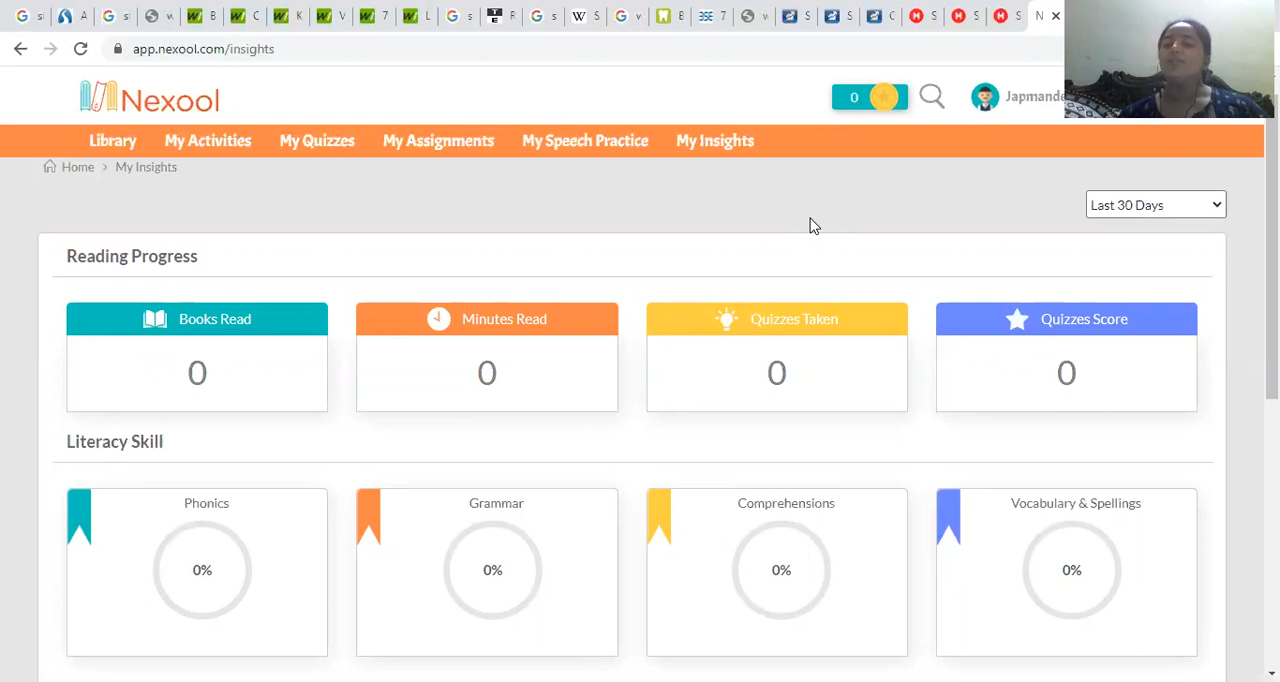 app.nexool.com/insights
Nexool
0
Library My Activities My Quizzes My Assignments My Speech Practice My Insights
Home > My Insights
Last 30 Days
Reading Progress
Books Read Minutes Read Quizzes Taken Quizzes Score
0 0 0 0
Literacy Skill
Phonics Grammar Comprehensions Vocabulary & Spellings
0% 0% 0% 0%